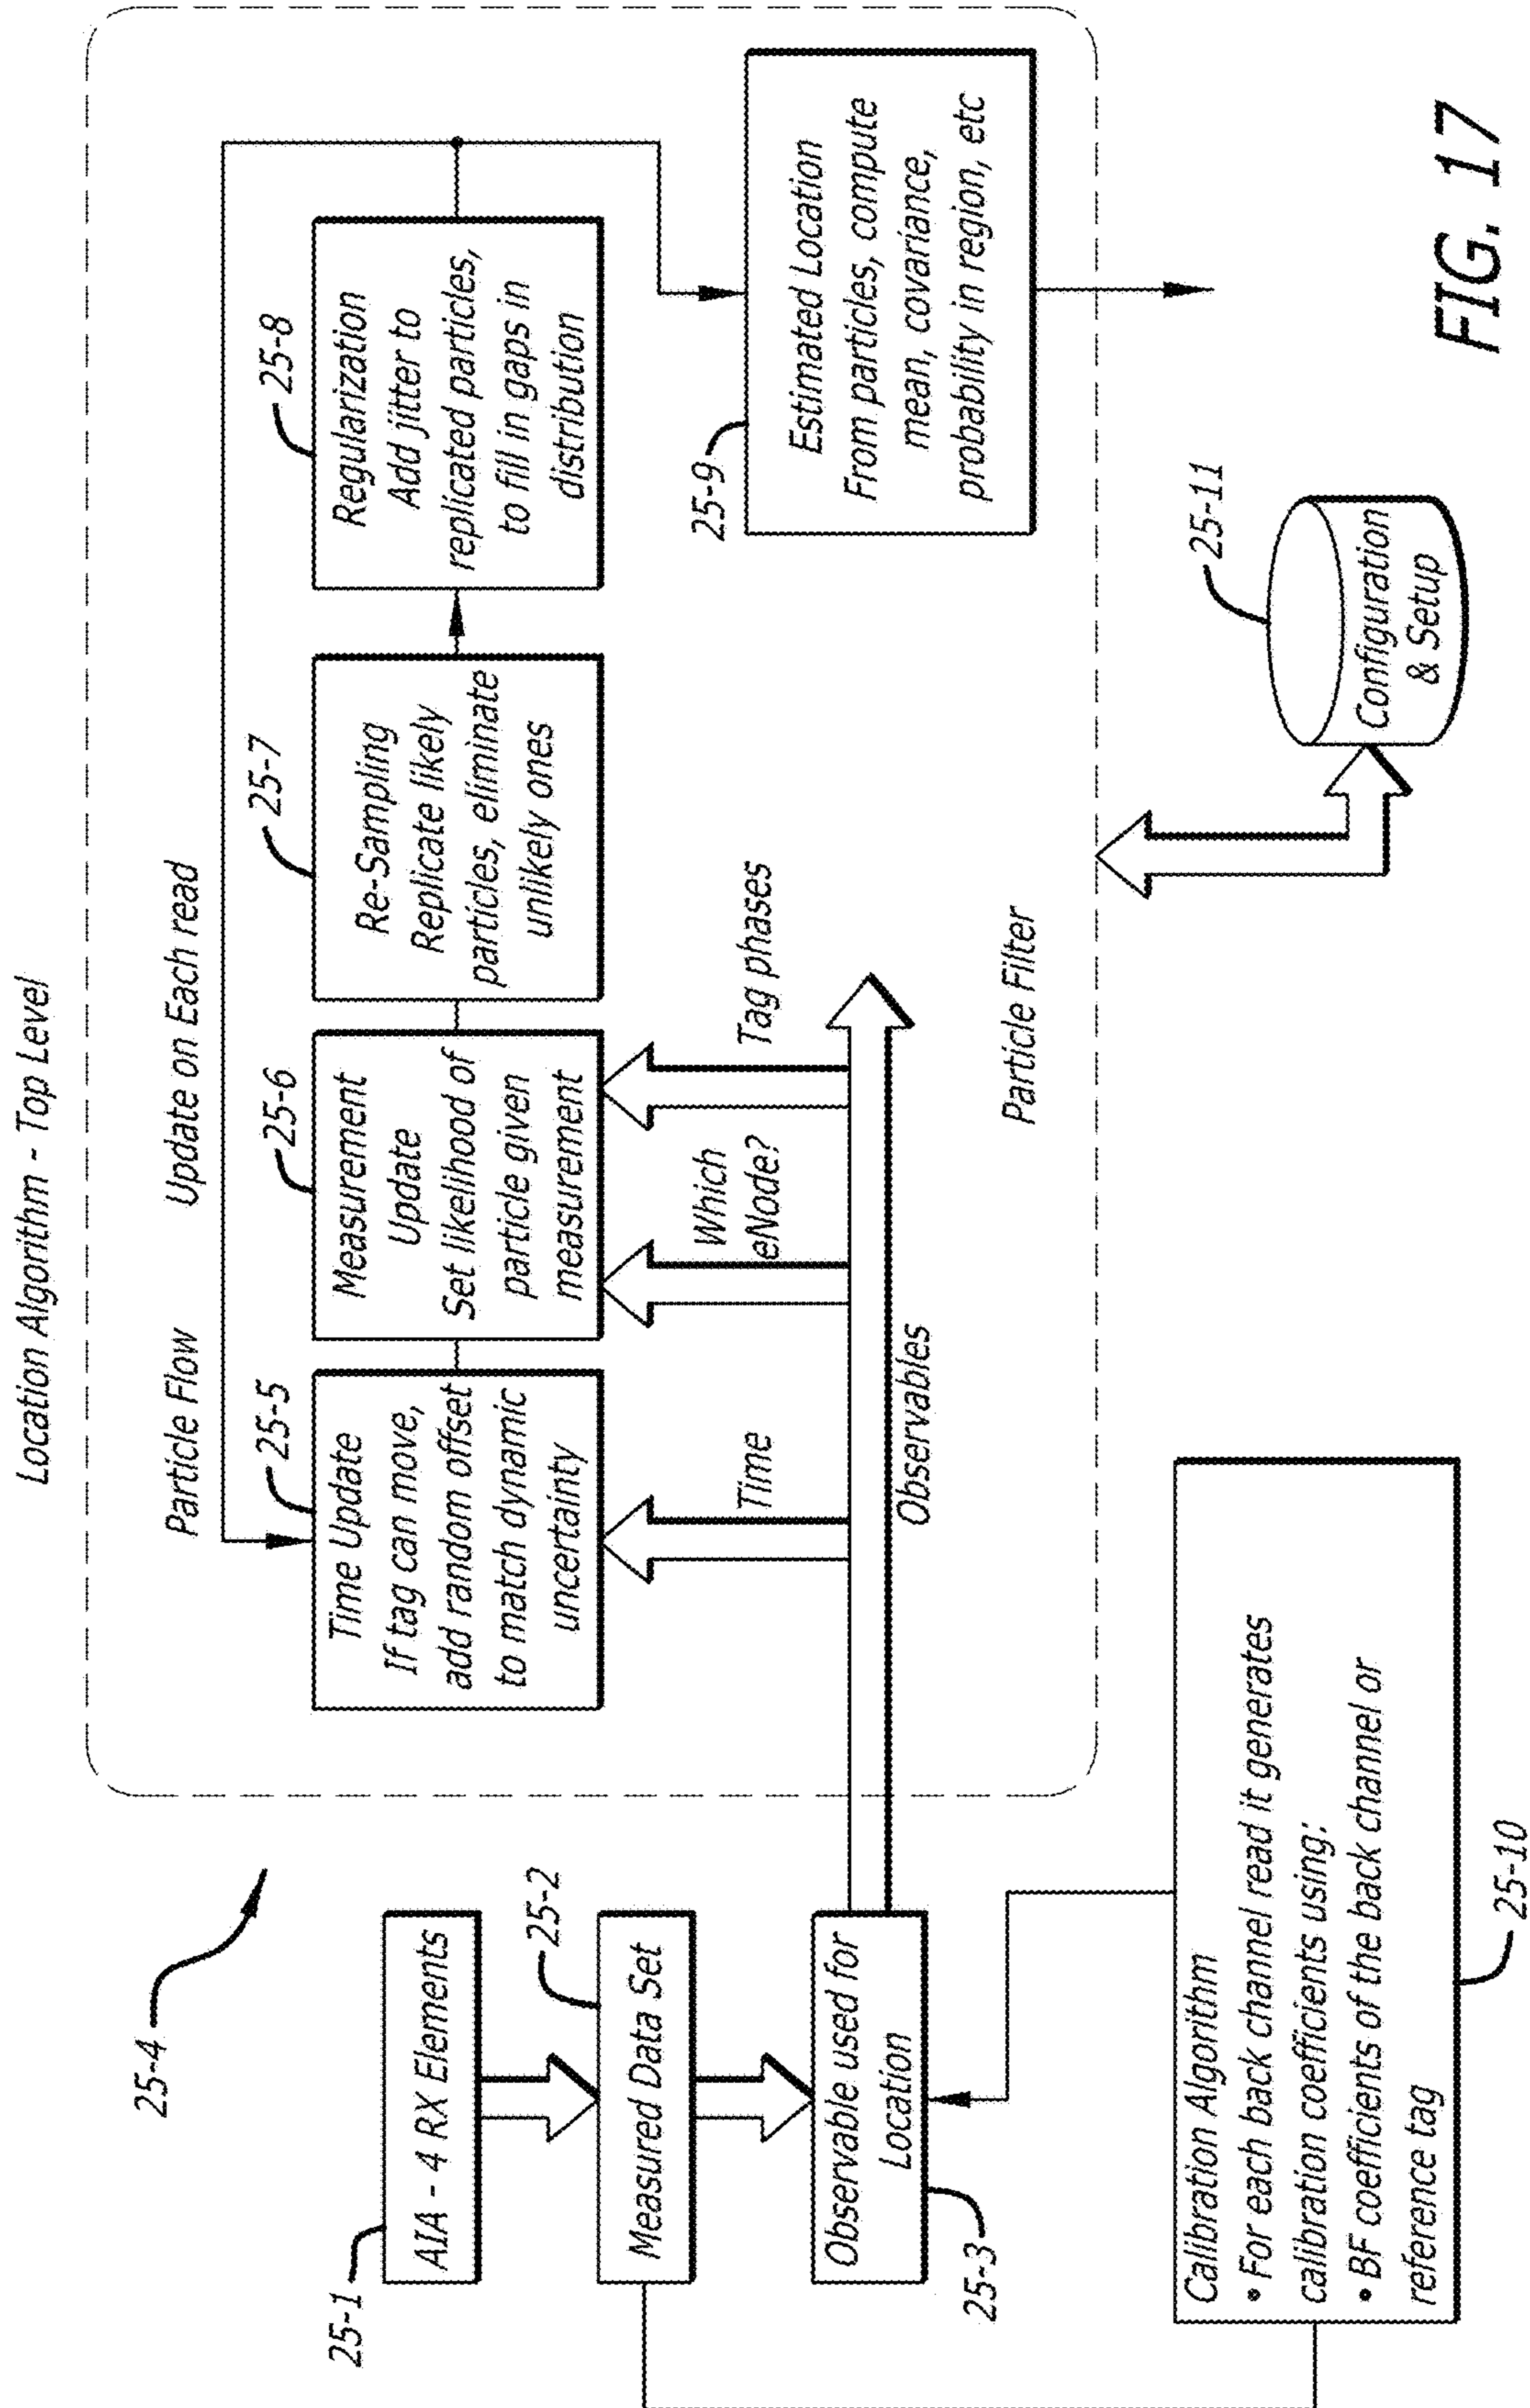 Location Algorithm - Top Level
Particle Flow
Update on Each read
25-4
25-5
Time Update
If tag can move,
add random offset
to match dynamic
uncertainty
25-6
Measurement
Update
Set likelihood of
particle given
measurement
25-7
Re-Sampling
Replicate likely
particles, eliminate
unlikely ones
25-8
Regularization
Add jitter to
replicated particles,
to fill in gaps in
distribution
25-1
AIA - 4 RX Elements
25-2
Measured Data Set
25-3
Observable used for
Location
Time
Which
eNode?
Tag phases
Observables
25-9
Estimated Location
From particles, compute
mean, covariance,
probability in region, etc
Particle Filter
Calibration Algorithm
• For each back channel read it generates
calibration coefficients using:
• BF coefficients of the back channel or
reference tag
25-10
25-11
Configuration
& Setup
FIG. 17